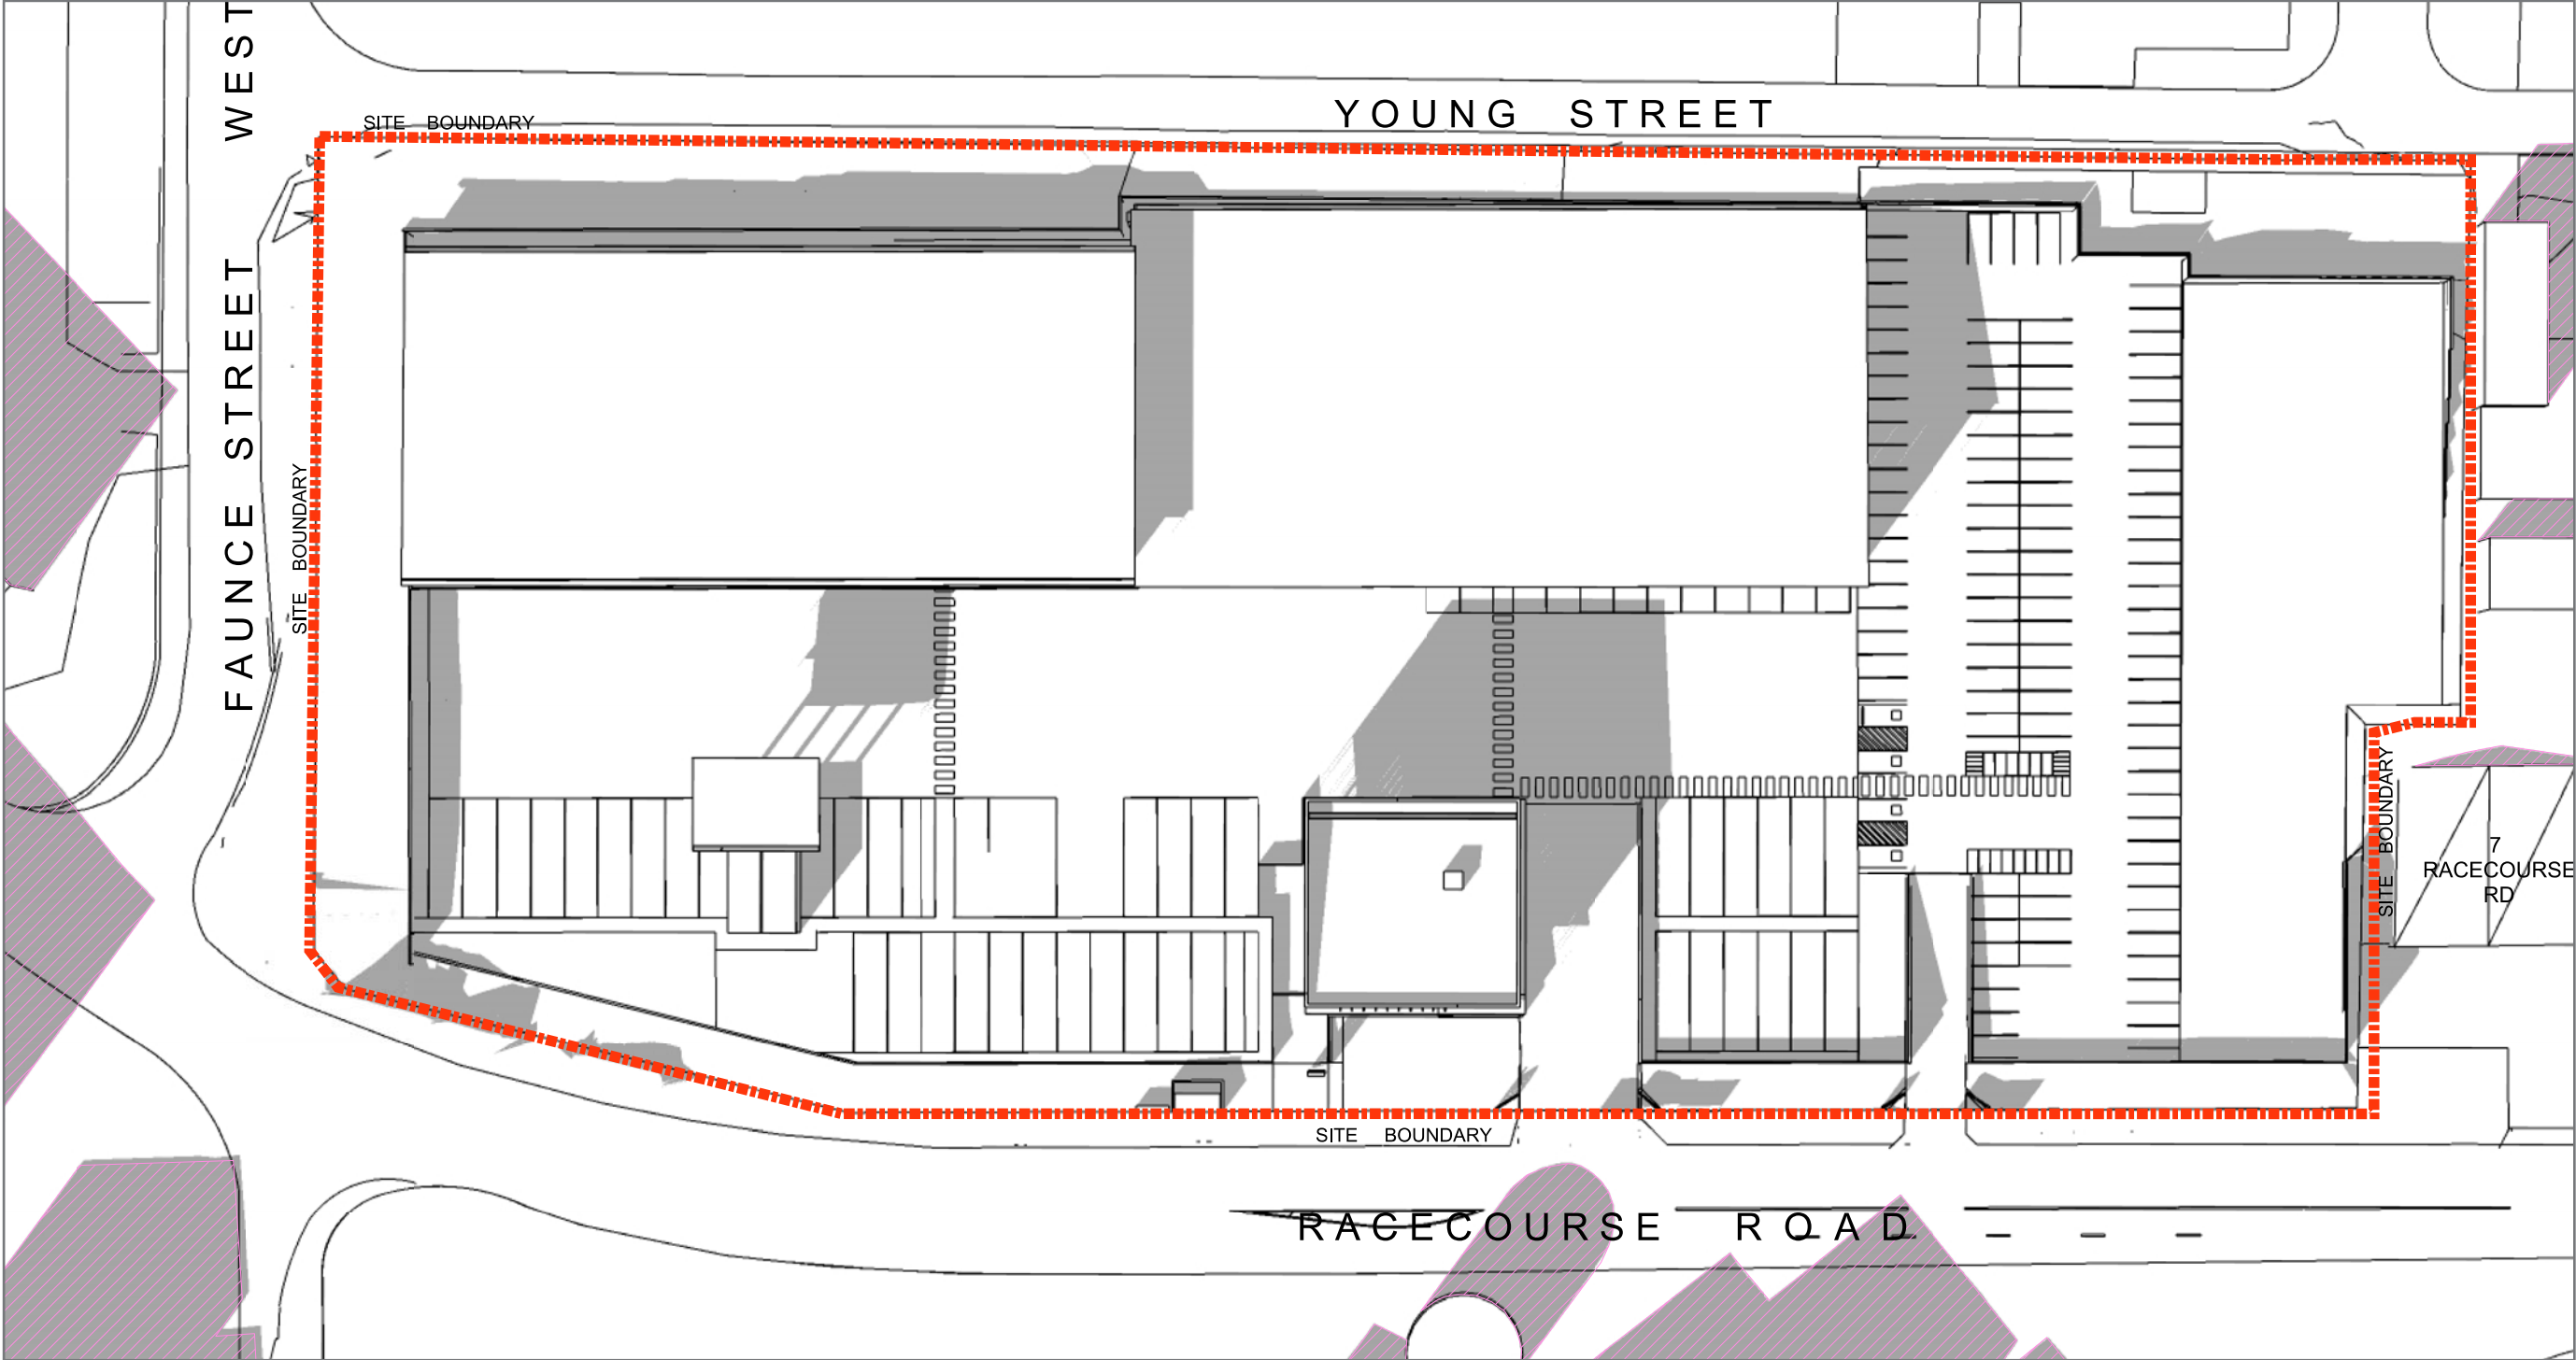 YOUNG STREET
SITE BOUNDARY
FAUNCE STREET WEST
SITE BOUNDARY
SITE BOUNDARY
7
RACECOURSE
RD
SITE BOUNDARY
RACECOURSE ROAD